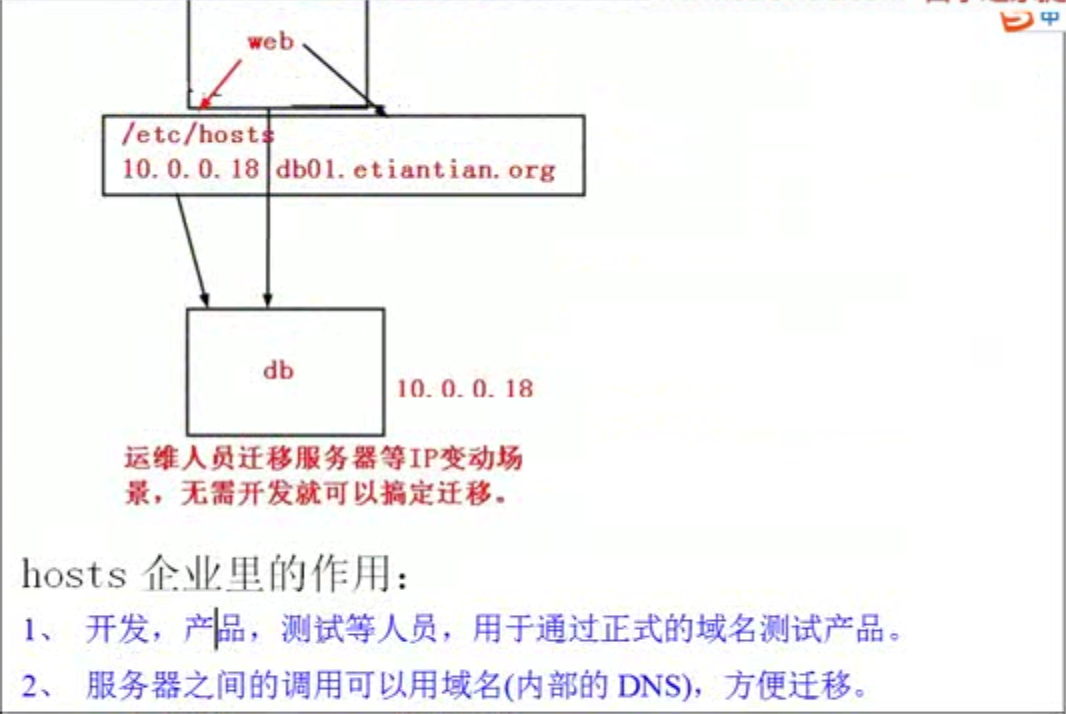 web
/etc/hosts
10.0.0.18 db01.etiantian.org
db
10.0.0.18
运维人员迁移服务器等IP变动场
景，无需开发就可以搞定迁移。
hosts 企业里的作用：
1、 开发，产品，测试等人员，用于通过正式的域名测试产品。
2、 服务器之间的调用可以用域名(内部的 DNS)，方便迁移。
中